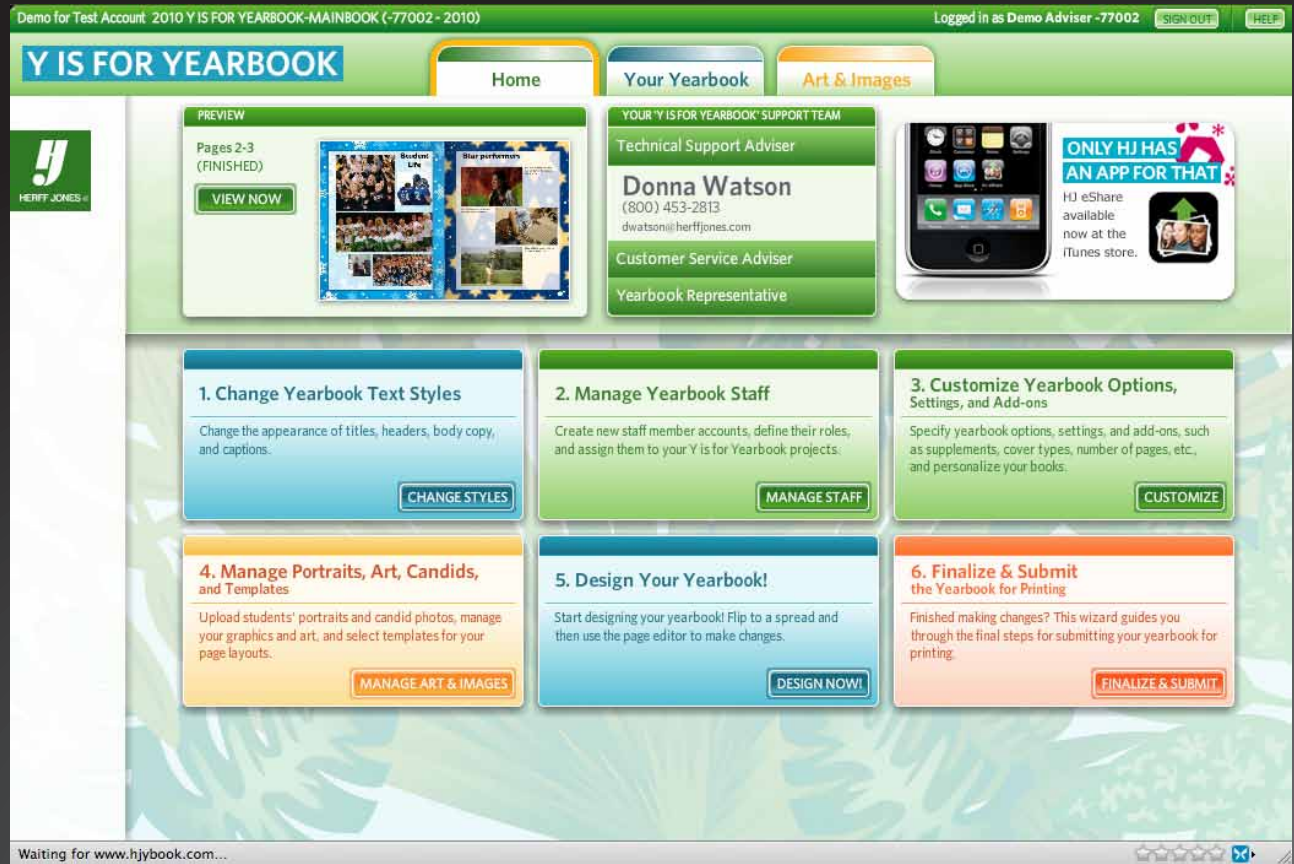 Demo for Test Account 2010 Y IS FOR YEARBOOK-MAINBOOK (-77002 - 2010)
Logged in as Demo Adviser -77002
SIGN OUT
HELP
Y IS FOR YEARBOOK
Home
Your Yearbook
Art & Images
HERFF JONES
PREVIEW
Pages 2-3
(FINISHED)
VIEW NOW
Student
Life
Star performers
YOUR 'Y IS FOR YEARBOOK' SUPPORT TEAM
Technical Support Adviser
Donna Watson
(800) 453-2813
dwatson@herffjones.com
Customer Service Adviser
Yearbook Representative
ONLY HJ HAS
AN APP FOR THAT
HJ eShare
available
now at the
iTunes store.
1. Change Yearbook Text Styles
Change the appearance of titles, headers, body copy,
and captions.
CHANGE STYLES
2. Manage Yearbook Staff
Create new staff member accounts, define their roles,
and assign them to your Y is for Yearbook projects.
MANAGE STAFF
3. Customize Yearbook Options,
Settings, and Add-ons
Specify yearbook options, settings, and add-ons, such
as supplements, cover types, number of pages, etc.,
and personalize your books.
CUSTOMIZE
4. Manage Portraits, Art, Candids,
and Templates
Upload students' portraits and candid photos, manage
your graphics and art, and select templates for your
page layouts.
MANAGE ART & IMAGES
5. Design Your Yearbook!
Start designing your yearbook! Flip to a spread and
then use the page editor to make changes.
DESIGN NOW!
6. Finalize & Submit
the Yearbook for Printing
Finished making changes? This wizard guides you
through the final steps for submitting your yearbook for
printing.
FINALIZE & SUBMIT
Waiting for www.hjybook.com...